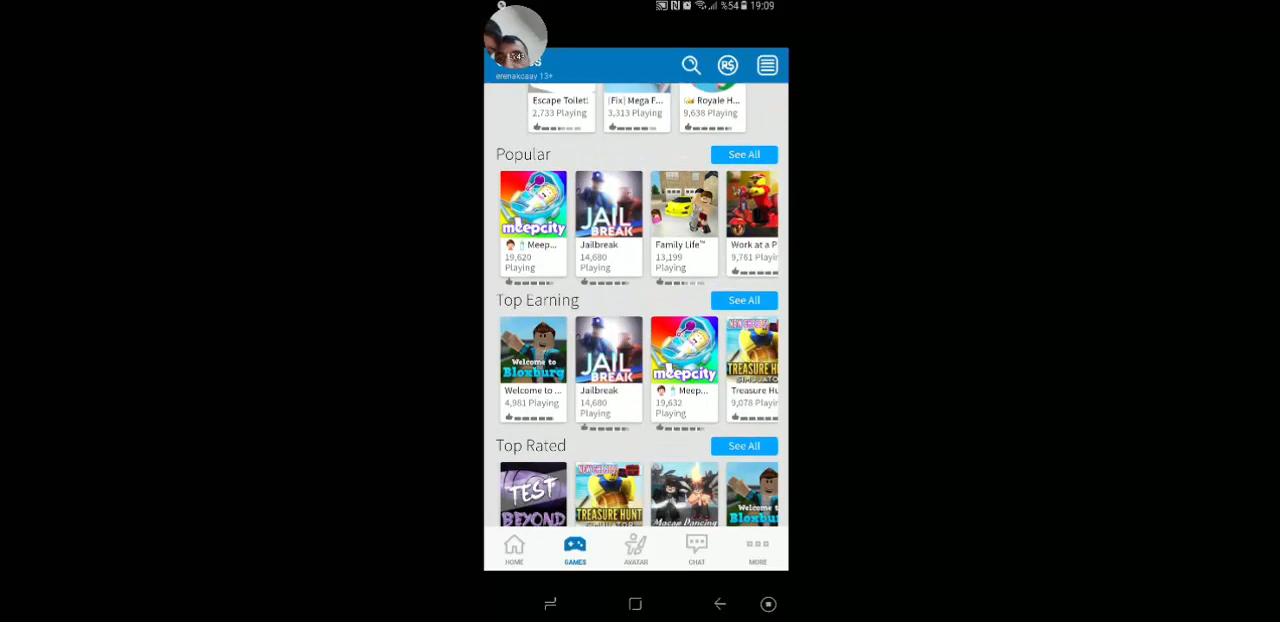 %54 19:09
erenakcaay 13+
Escape Toilet!
2,733 Playing
[Fix] Mega F...
3,313 Playing
Royale H...
9,638 Playing
Popular
See All
meepcity
Meep...
19,620
Playing
JAIL
BREAK
Jailbreak
14,680
Playing
Family Life™
13,199
Playing
Work at a P
9,761 Playin
Top Earning
See All
Welcome to
Bloxburg
Welcome to ...
4,981 Playing
JAIL
BREAK
Jailbreak
14,680
Playing
meepcity
Meep...
19,632
Playing
TREASURE HU
SIMULATOR
Treasure Hu
9,078 Playin
Top Rated
See All
TEST
BEYOND
TREASURE HUNT
SIMULATOR
Welcome t
Bloxbu
HOME
GAMES
AVATAR
CHAT
MORE